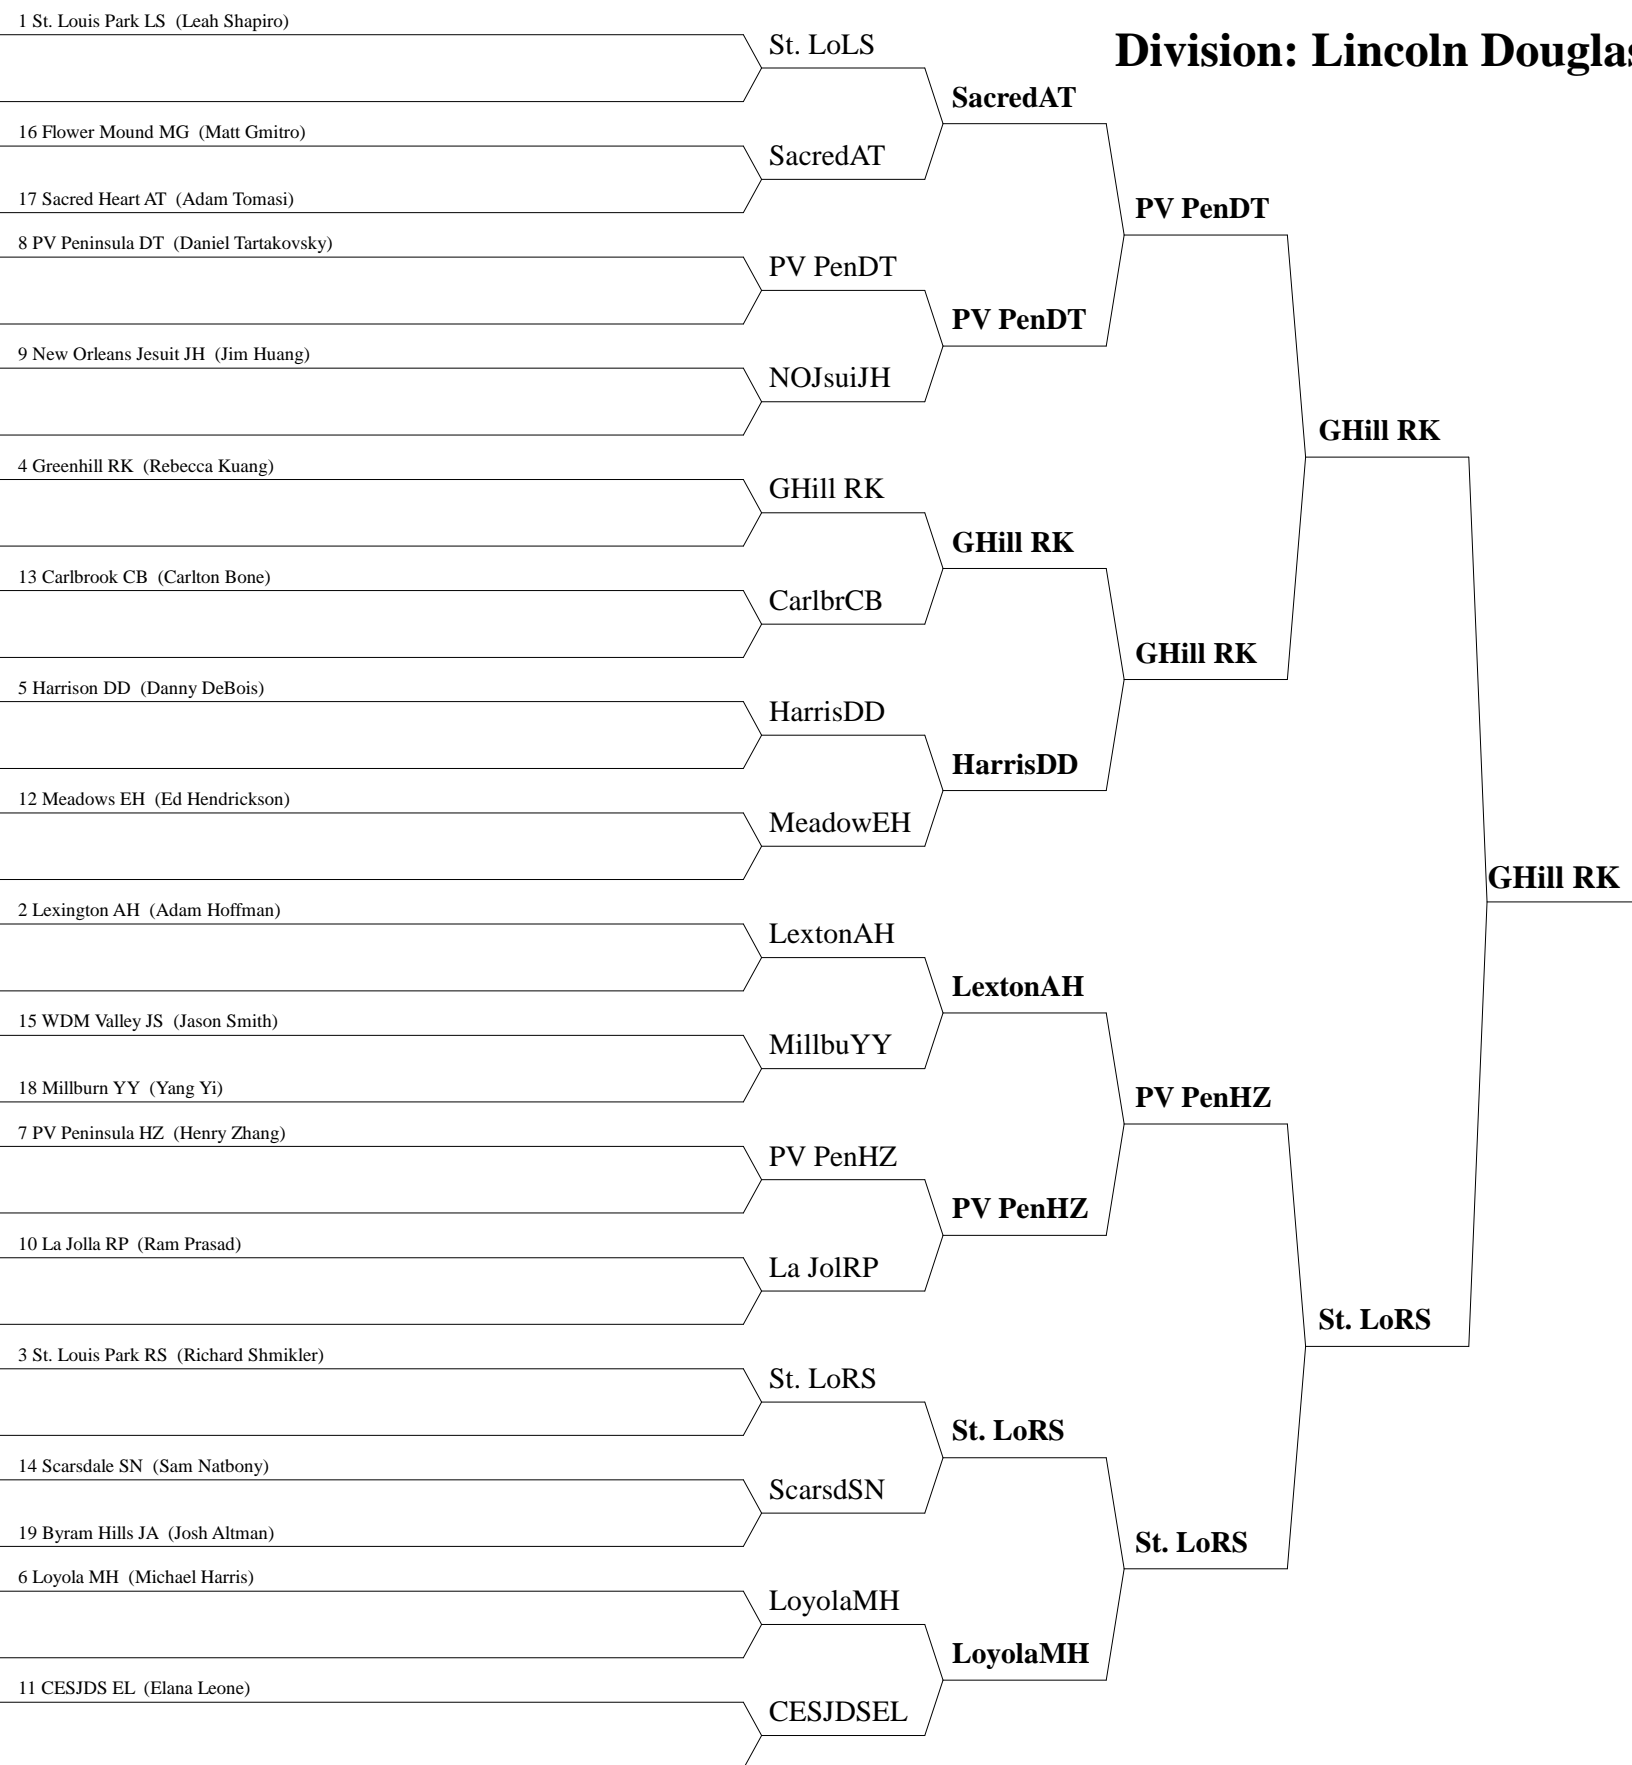 Division: Lincoln Douglas
1 St. Louis Park LS (Leah Shapiro)
16 Flower Mound MG (Matt Gmitro)
17 Sacred Heart AT (Adam Tomasi)
8 PV Peninsula DT (Daniel Tartakovsky)
9 New Orleans Jesuit JH (Jim Huang)
4 Greenhill RK (Rebecca Kuang)
13 Carlbrook CB (Carlton Bone)
5 Harrison DD (Danny DeBois)
12 Meadows EH (Ed Hendrickson)
2 Lexington AH (Adam Hoffman)
15 WDM Valley JS (Jason Smith)
18 Millburn YY (Yang Yi)
7 PV Peninsula HZ (Henry Zhang)
10 La Jolla RP (Ram Prasad)
3 St. Louis Park RS (Richard Shmikler)
14 Scarsdale SN (Sam Natbony)
19 Byram Hills JA (Josh Altman)
6 Loyola MH (Michael Harris)
11 CESJDS EL (Elana Leone)
St. LoLS
SacredAT
PV PenDT
NOJsuiJH
GHill RK
CarlbrCB
HarrisDD
MeadowEH
LextonAH
MillbuYY
PV PenHZ
La JolRP
St. LoRS
ScarsdSN
LoyolaMH
CESJDSEL
SacredAT
PV PenDT
GHill RK
HarrisDD
LextonAH
PV PenHZ
St. LoRS
LoyolaMH
PV PenDT
GHill RK
PV PenHZ
St. LoRS
GHill RK
St. LoRS
GHill RK